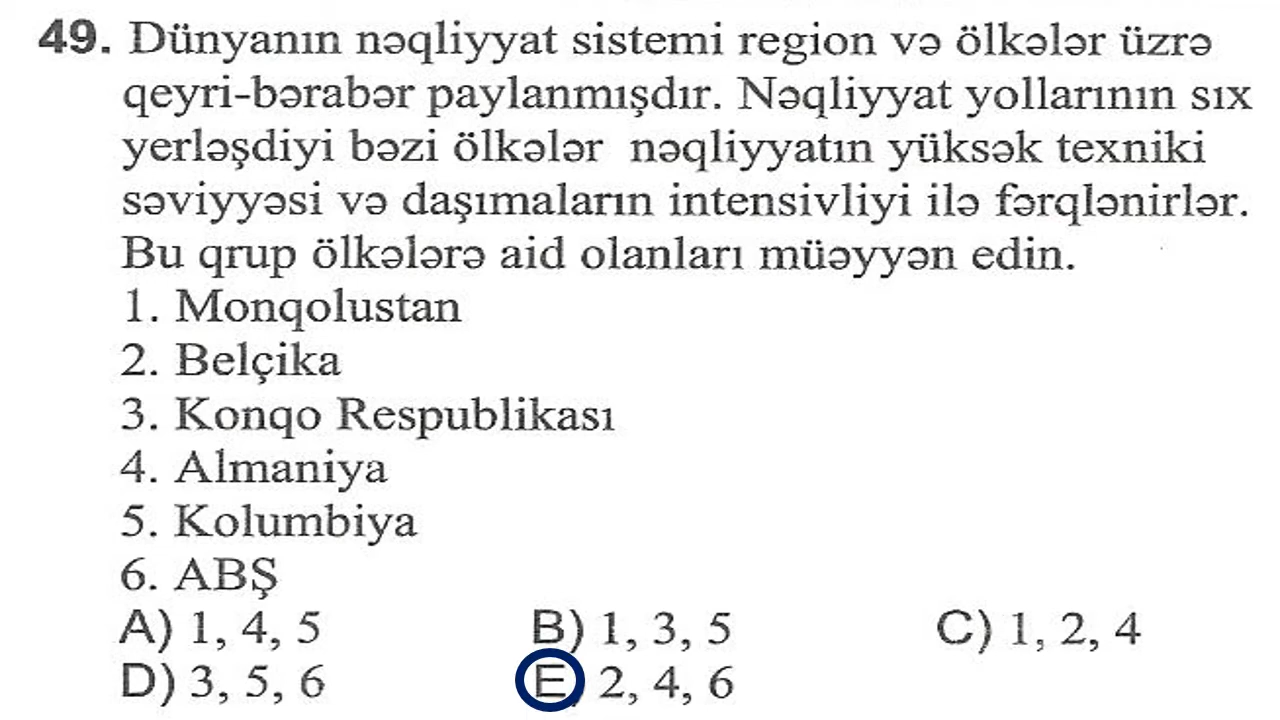 49. Dünyanın nəqliyyat sistemi region və ölkələr üzrə
qeyri-bərabər paylanmışdır. Nəqliyyat yollarının sıx
yerləşdiyi bəzi ölkələr nəqliyyatın yüksək texniki
səviyyəsi və daşımaların intensivliyi ilə fərqlənirlər.
Bu qrup ölkələrə aid olanları müəyyən edin.
1. Monqolustan
2. Belçika
3. Konqo Respublikası
4. Almaniya
5. Kolumbiya
6. ABŞ
A) 1, 4, 5 B) 1, 3, 5 C) 1, 2, 4
D) 3, 5, 6 E) 2, 4, 6